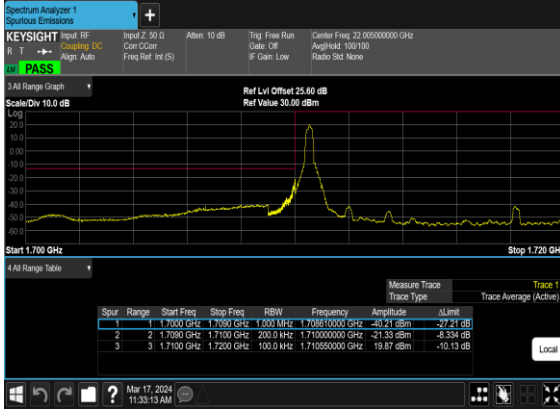 Spectrum Analyzer 1
Spurious Emissions
+
KEYSIGHT Input: RF Input Z: 50 Ω Atten: 10 dB Trig: Free Run Center Freq: 22.005000000 GHz
R T Coupling: DC Corr CCorr Gate: Off Avg|Hold: 100/100
Align: Auto Freq Ref: Int (S) IF Gain: Low Radio Std: None
PASS
3 All Range Graph
Ref Lvl Offset 25.60 dB
Scale/Div 10.0 dB Ref Value 30.00 dBm
Log
20.0
10.0
0.00
-10.0
-20.0
-30.0
-40.0
-50.0
-60.0
Start 1.700 GHz Stop 1.720 GH
4 All Range Table
Measure Trace Trace 1
Trace Type Trace Average (Active)
Spur Range Start Freq Stop Freq RBW Frequency Amplitude ΔLimit
1 1 1.7000 GHz 1.7090 GHz 1.000 MHz 1.708610000 GHz -40.21 dBm -27.21 dB
2 2 1.7090 GHz 1.7100 GHz 200.0 kHz 1.710000000 GHz -21.33 dBm -8.334 dB
3 3 1.7100 GHz 1.7200 GHz 100.0 kHz 1.710550000 GHz 19.87 dBm -10.13 dB
Local
? Mar 17, 2024
11:33:13 AM